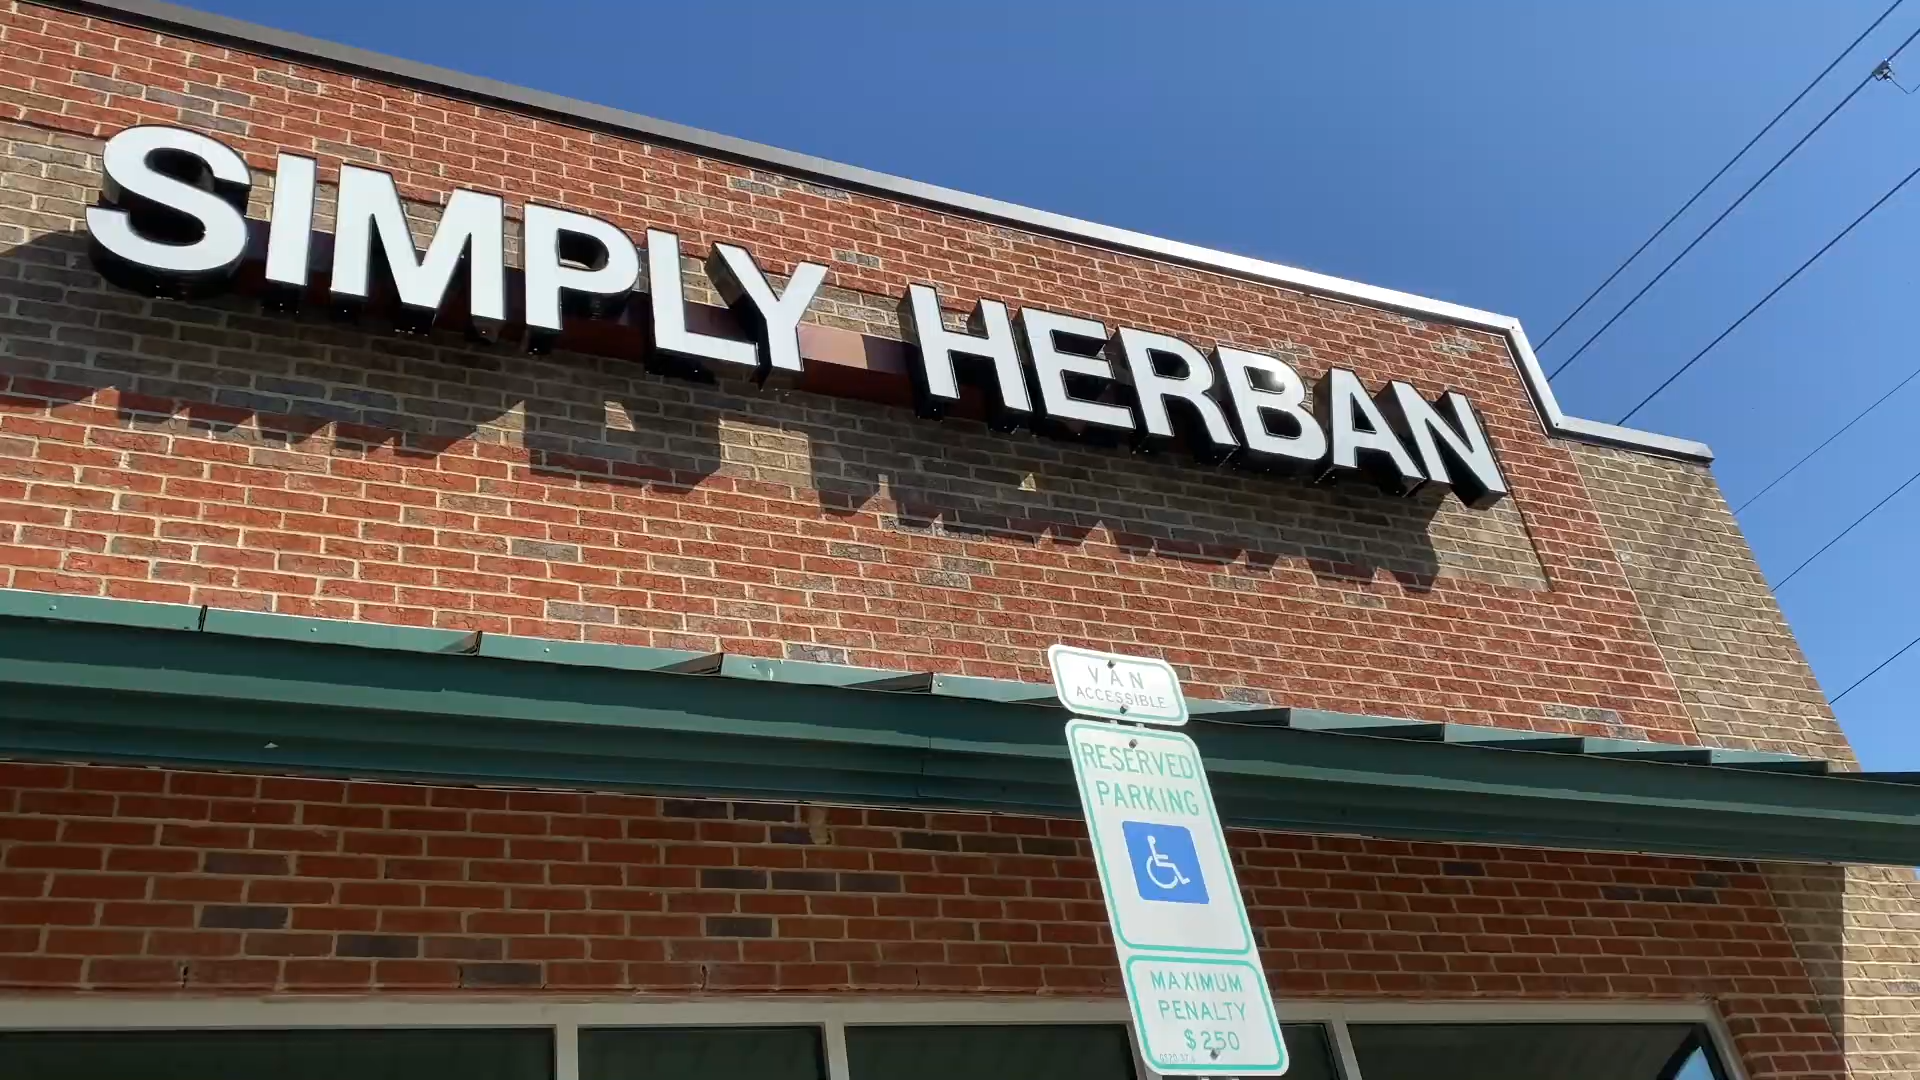 SIMPLY HERBAN
VAN
ACCESSIBLE
RESERVED
PARKING
MAXIMUM
PENALTY
$250